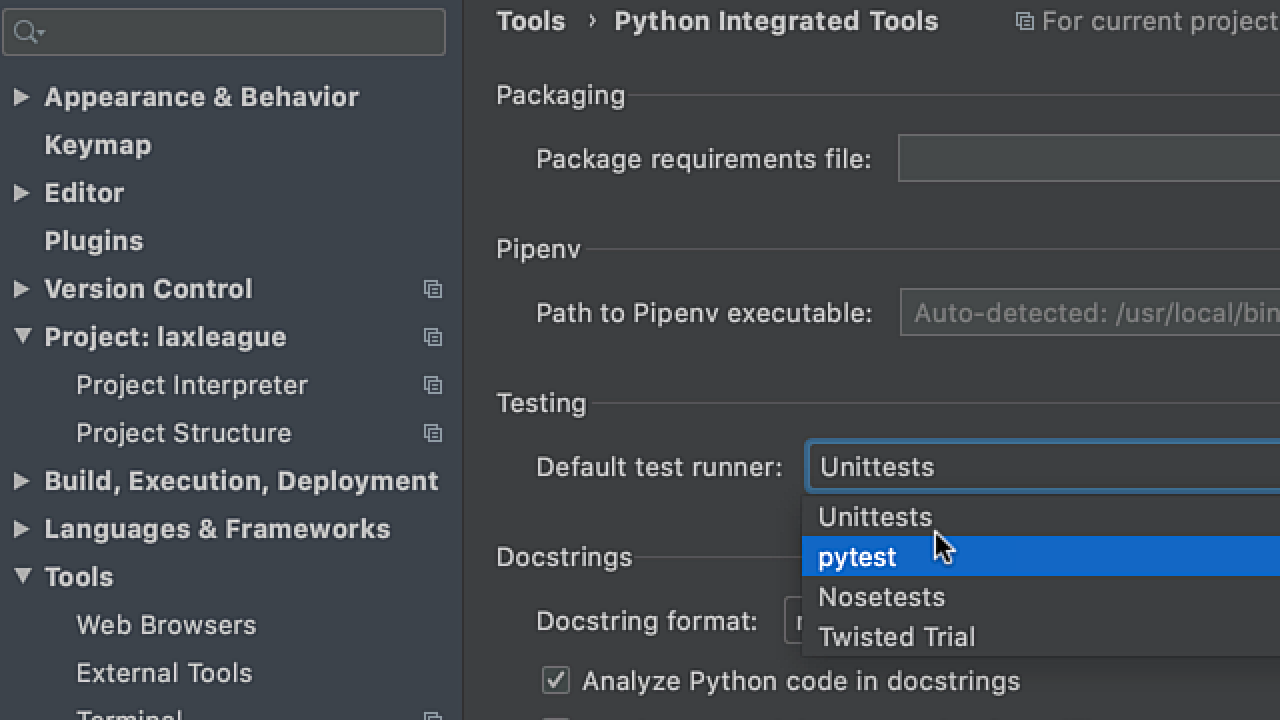 Appearance & Behavior
Keymap
Editor
Plugins
Version Control
Project: laxleague
Project Interpreter
Project Structure
Build, Execution, Deployment
Languages & Frameworks
Tools
Web Browsers
External Tools
Terminal
Tools › Python Integrated Tools
For current project
Packaging
Package requirements file:
Pipenv
Path to Pipenv executable: Auto-detected: /usr/local/bin
Testing
Default test runner: Unittests
Unittests
pytest
Nosetests
Twisted Trial
Docstrings
Docstring format:
Analyze Python code in docstrings